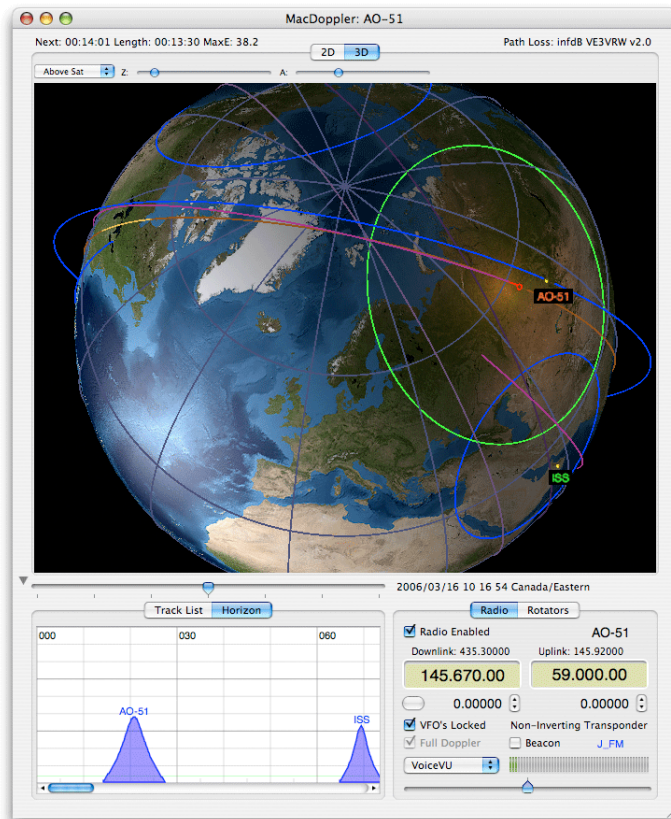 MacDoppler: AO-51
Next: 00:14:01 Length: 00:13:30 MaxE: 38.2
2D 3D
Path Loss: infdB VE3VRW v2.0
Above Sat Z: A:
AO-51
ISS
2006/03/16 10 16 54 Canada/Eastern
Track List Horizon
000 030 060
AO-51
ISS
Radio Rotators
Radio Enabled AO-51
Downlink: 435.30000 Uplink: 145.92000
145.670.00 59.000.00
0.00000 0.00000
VFO's Locked Non-Inverting Transponder
Full Doppler Beacon J_FM
VoiceVU